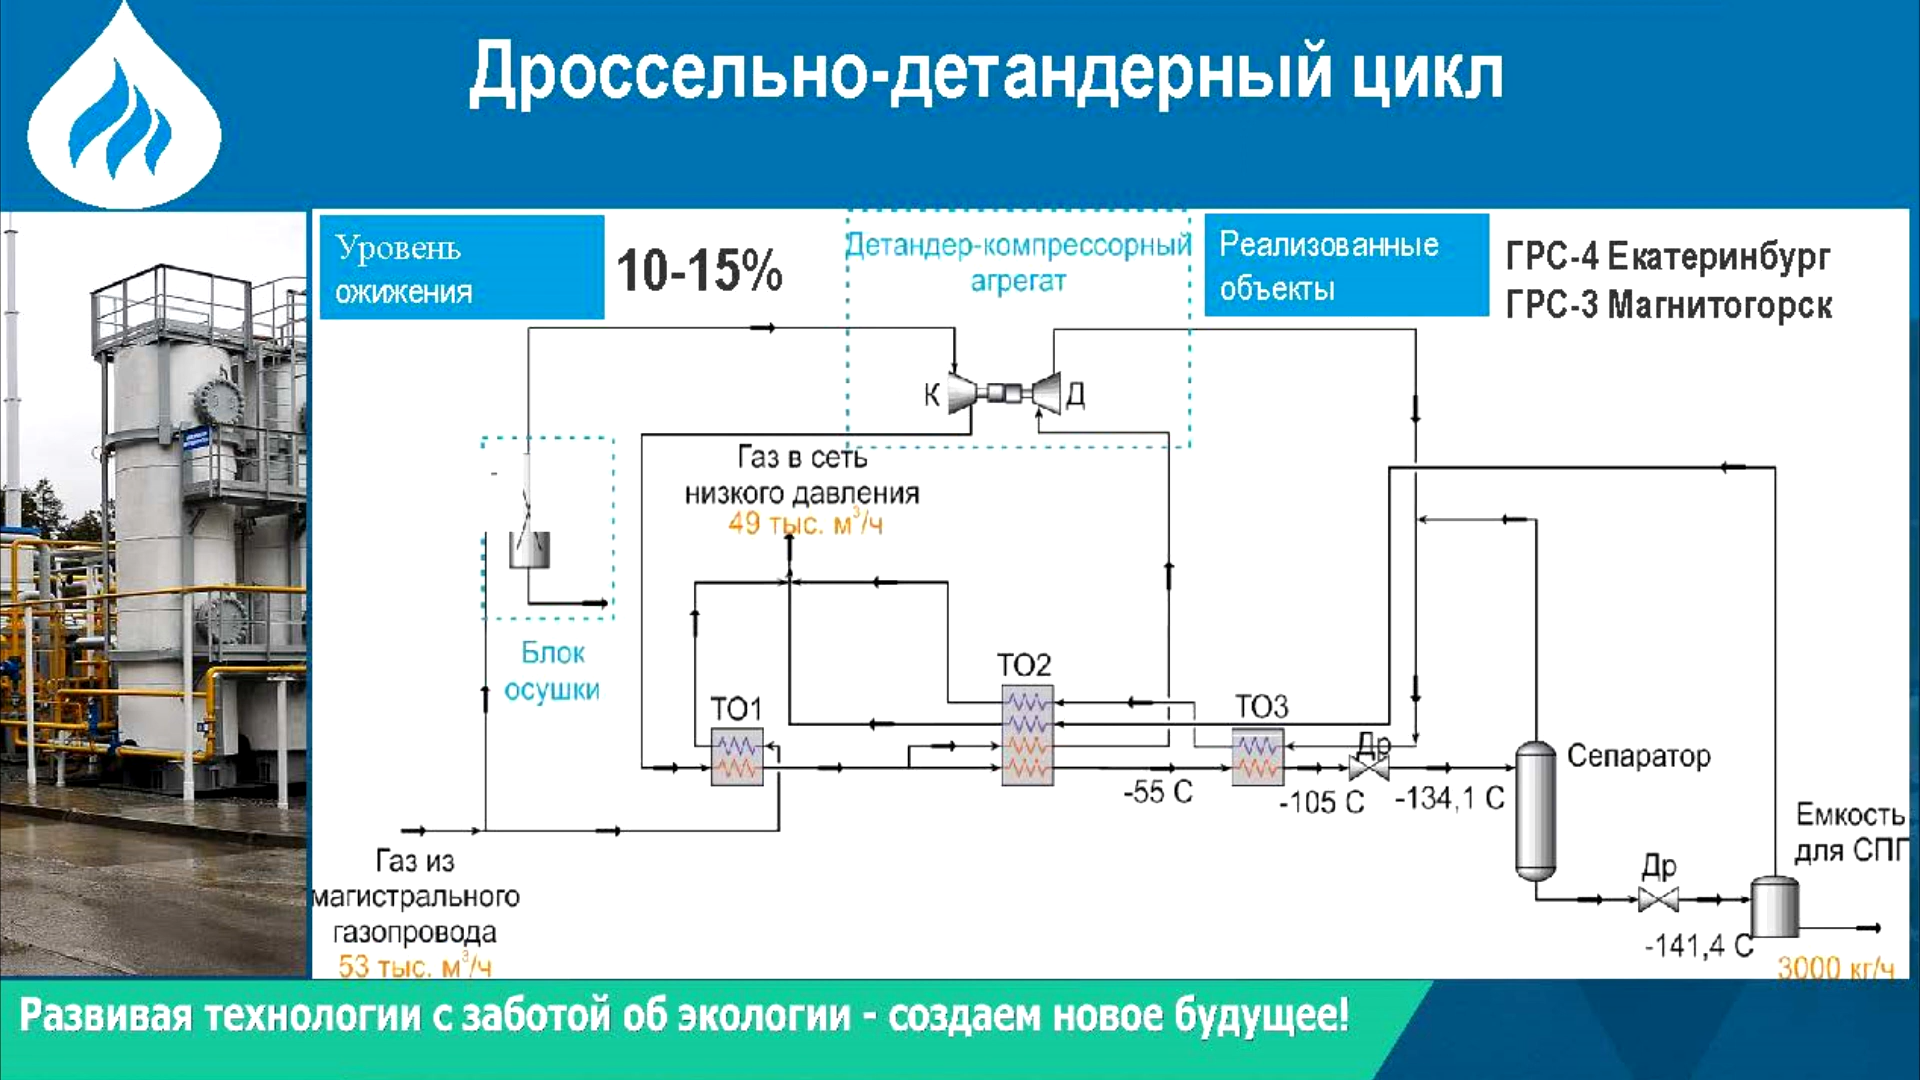 Дроссельно-детандерный цикл
Уровень
ожижения
10-15%
Детандер-компрессорный
агрегат
Реализованные
объекты
ГРС-4 Екатеринбург
ГРС-3 Магнитогорск
К
Д
Газ в сеть
низкого давления
49 тыс. м³/ч
Блок
осушки
ТО1
ТО2
ТО3
Др
Сепаратор
-55 С
-105 С
-134,1 С
Емкость
для СПГ
Др
-141,4 С
3000 кг/ч
Газ из
магистрального
газопровода
53 тыс. м³/ч
Развивая технологии с заботой об экологии - создаем новое будущее!